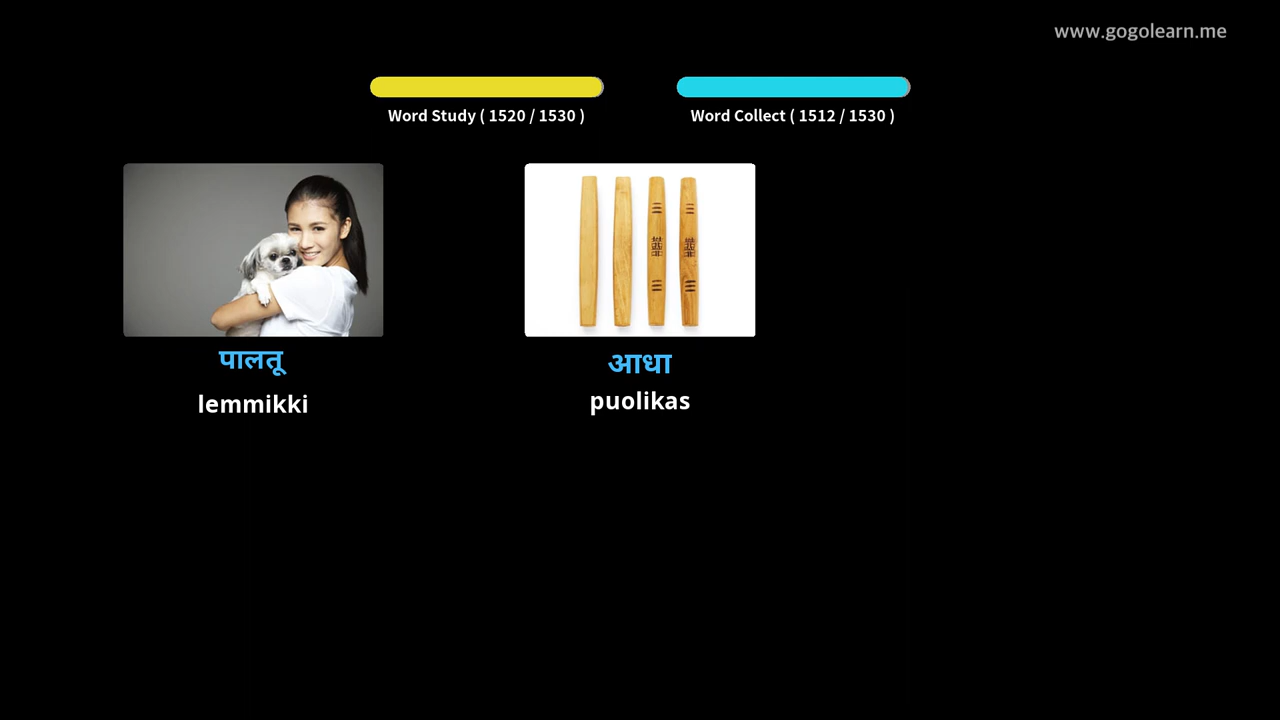 www.gogolearn.me
Word Study ( 1520 / 1530 )
Word Collect ( 1512 / 1530 )
पालतू
lemmikki
आधा
puolikas